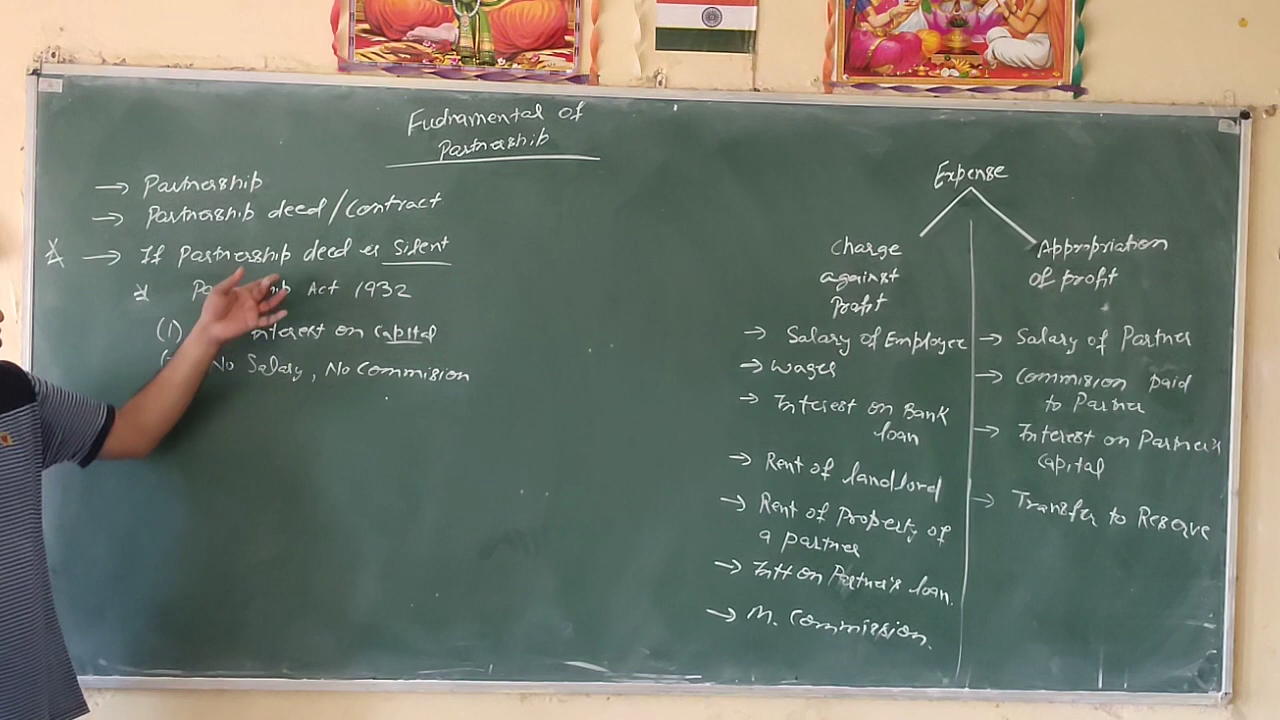 Fudramental of
Partnership
→ Partnership
→ Partnership deed/Contract
→ If Partnership deed is Silent
Act 1932
(1) Interest on Capital
No Salary, No Commision
Expense
Charge
against
Profit
→ Salary of Employee
→ Wages
→ Interest on Bank
loan
→ Rent of landlord
→ Rent of Property of
a partner
→ Intt on Partner's loan.
→ M. Commission.
Appropriation
of profit
→ Salary of Partner
→ Commision paid
to Partner
→ Interest on Partner's
Capital
→ Transfer to Reserve